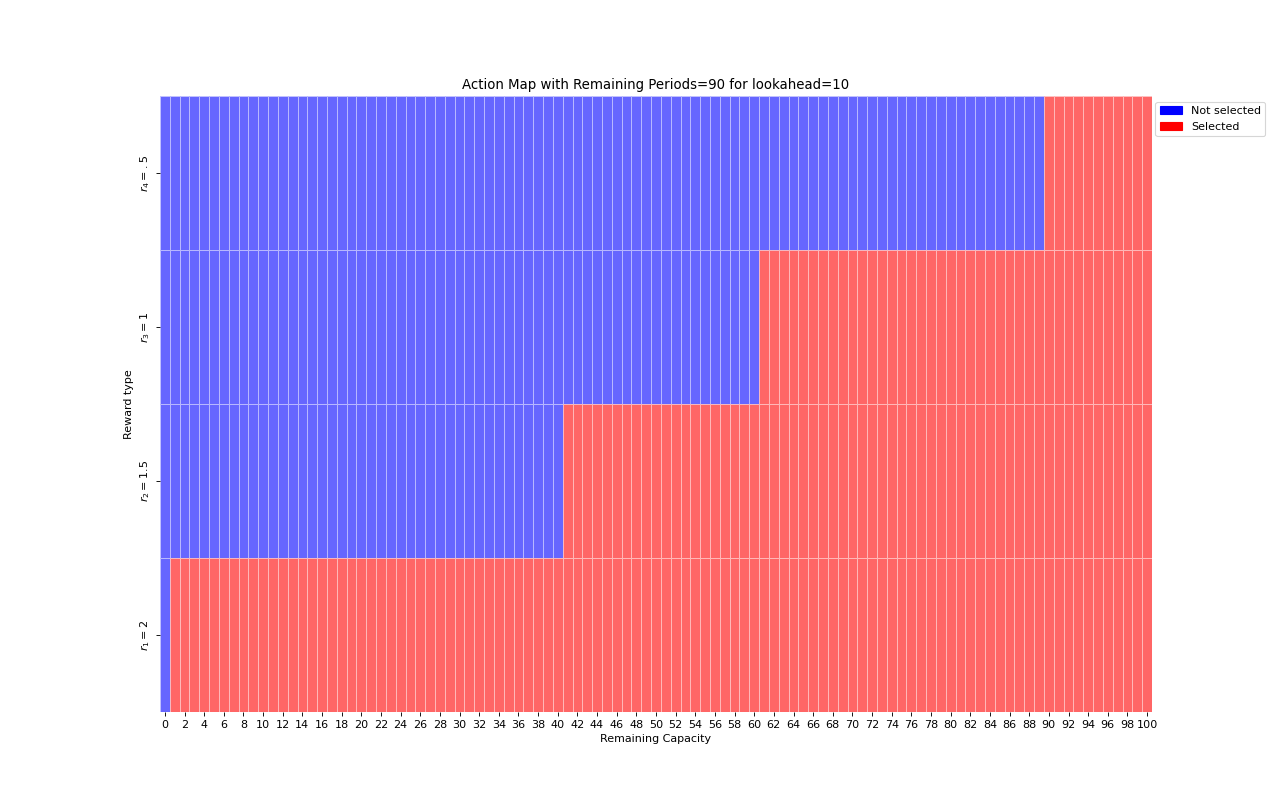 Action Map with Remaining Periods=90 for lookahead=10
Not selected
Selected
r₄ = .5
r₃ = 1
r₂ = 1.5
r₁ = 2
Reward type
0 2 4 6 8 10 12 14 16 18 20 22 24 26 28 30 32 34 36 38 40 42 44 46 48 50 52 54 56 58 60 62 64 66 68 70 72 74 76 78 80 82 84 86 88 90 92 94 96 98 100
Remaining Capacity